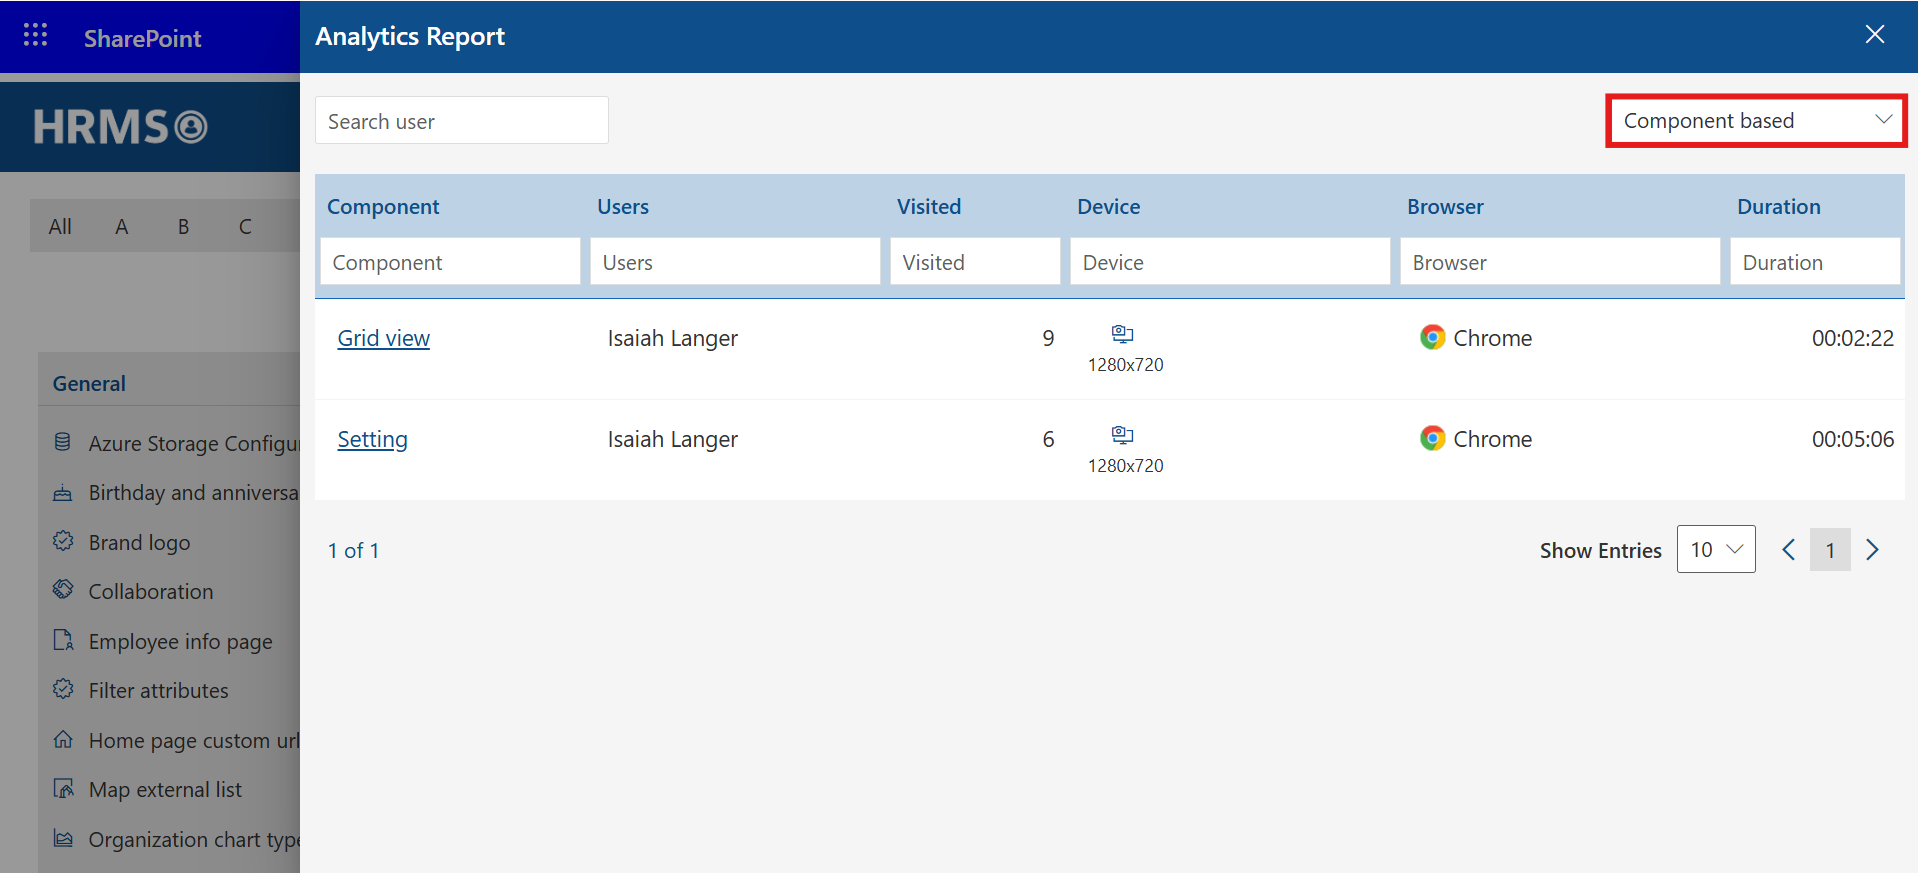 SharePoint
Analytics Report
HRMS
Search user
Component based
All A B C
Component Users Visited Device Browser Duration
Component Users Visited Device Browser Duration
Grid view Isaiah Langer 9 1280x720 Chrome 00:02:22
Setting Isaiah Langer 6 1280x720 Chrome 00:05:06
1 of 1
Show Entries 10 1
General
Azure Storage Configu
Birthday and anniversa
Brand logo
Collaboration
Employee info page
Filter attributes
Home page custom url
Map external list
Organization chart type